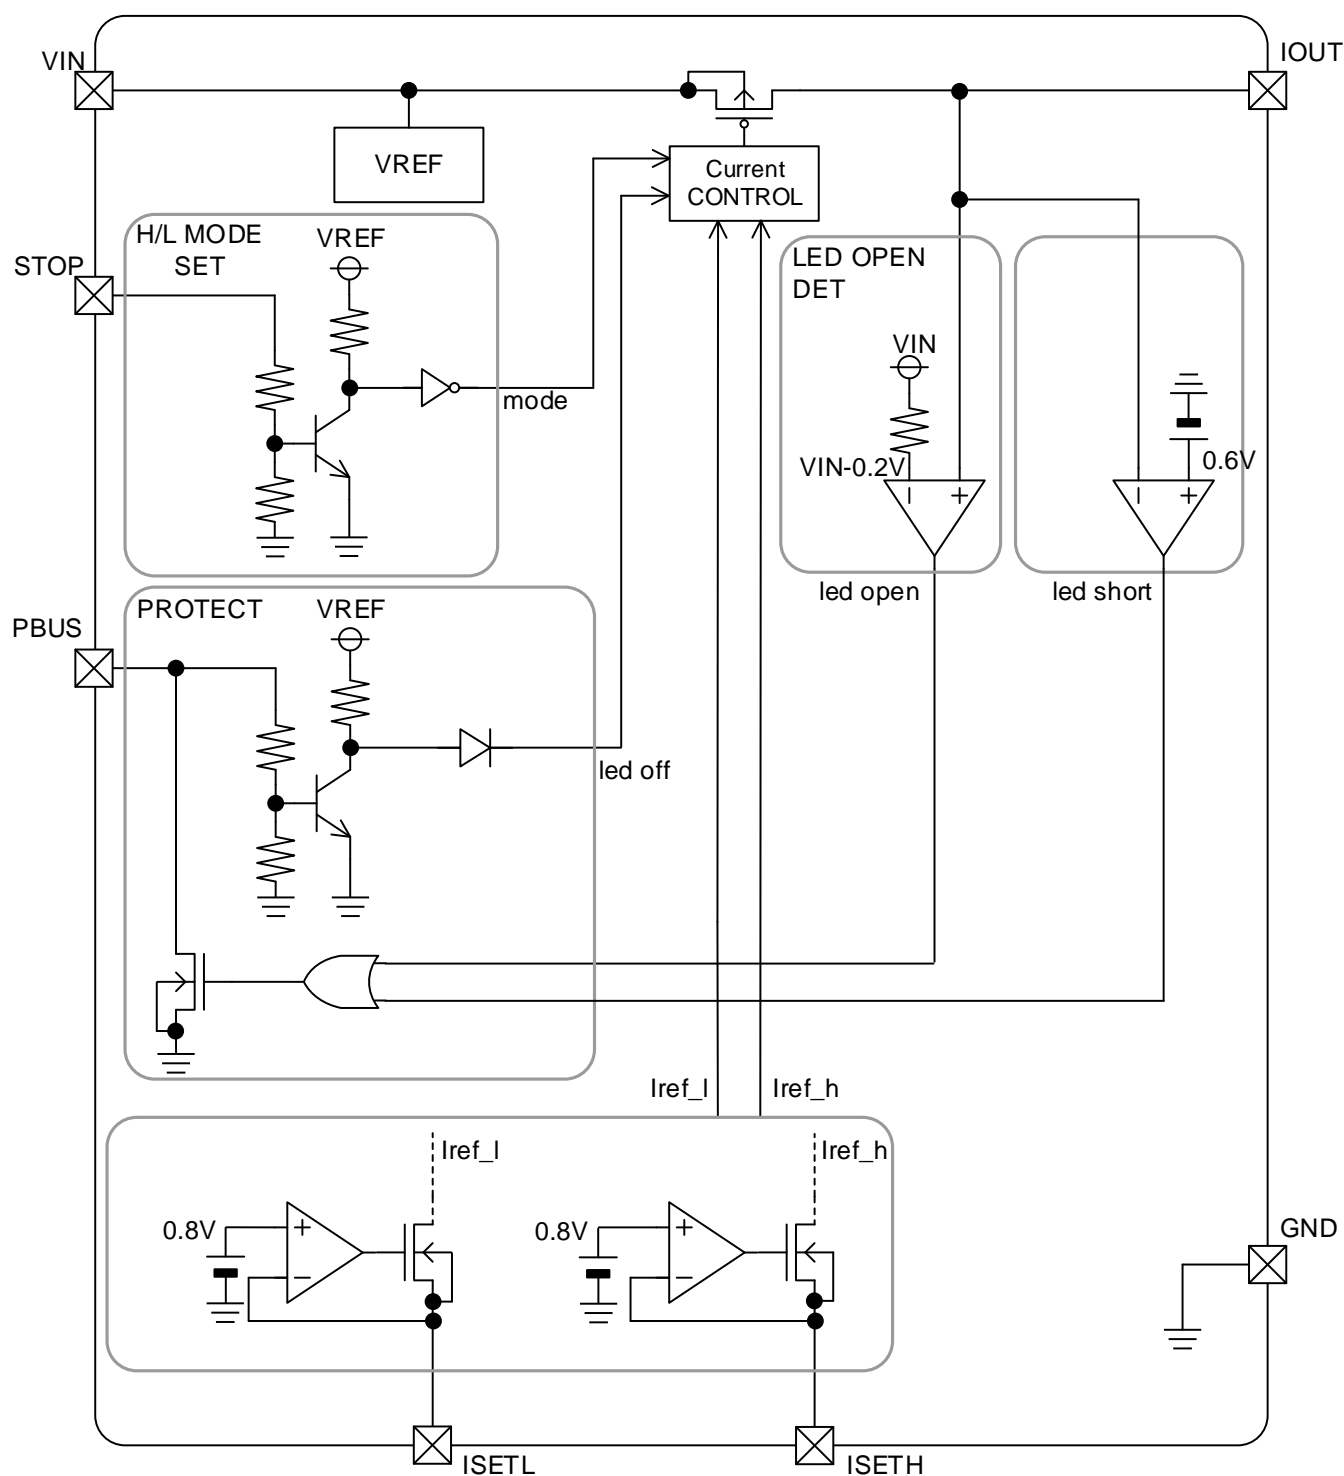 VIN
IOUT
VREF
Current
CONTROL
H/L MODE
SET
VREF
STOP
mode
LED OPEN
DET
VIN
VIN-0.2V
0.6V
led open
led short
PROTECT
VREF
PBUS
led off
Iref_l
Iref_h
Iref_l
Iref_h
0.8V
0.8V
GND
ISETL
ISETH